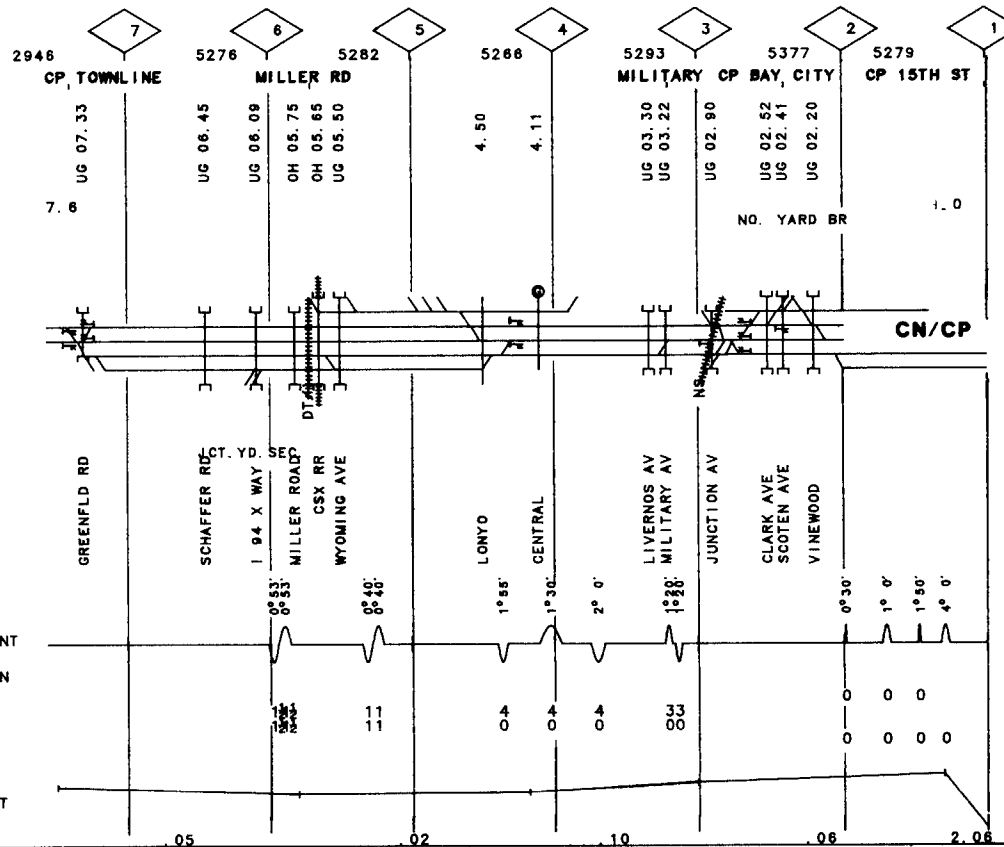 7 6 5 4 3 2 1
2946 5276 5282 5266 5293 5377 5279
CP TOWNLINE MILLER RD MILITARY CP BAY CITY CP 15TH ST
UG 07.33
UG 06.45
UG 06.09
OH 05.75
OH 05.65
UG 05.50
4.50
4.11
UG 03.30
UG 03.22
UG 02.90
UG 02.52
UG 02.41
UG 02.20
7.6
NO. YARD BR
G
CN/CP
DT
NS
JCT. YD. SEC
GREENFLD RD
SCHAFFER RD
I 94 X WAY
MILLER ROAD
CSX RR
WYOMING AVE
LONYO
CENTRAL
LIVERNOS AV
MILITARY AV
JUNCTION AV
CLARK AVE
SCOTEN AVE
VINEWOOD
0°53'
0°53'
0°40'
0°40'
1°55'
1°30'
2° 0'
1°20'
1°20'
0°30'
1° 0'
1°50'
4° 0'
NT
N
0 0 0
11 4 4 4 33
11 0 0 0 00
0 0 0 0
T
.05 .02 .10 .06 2.06